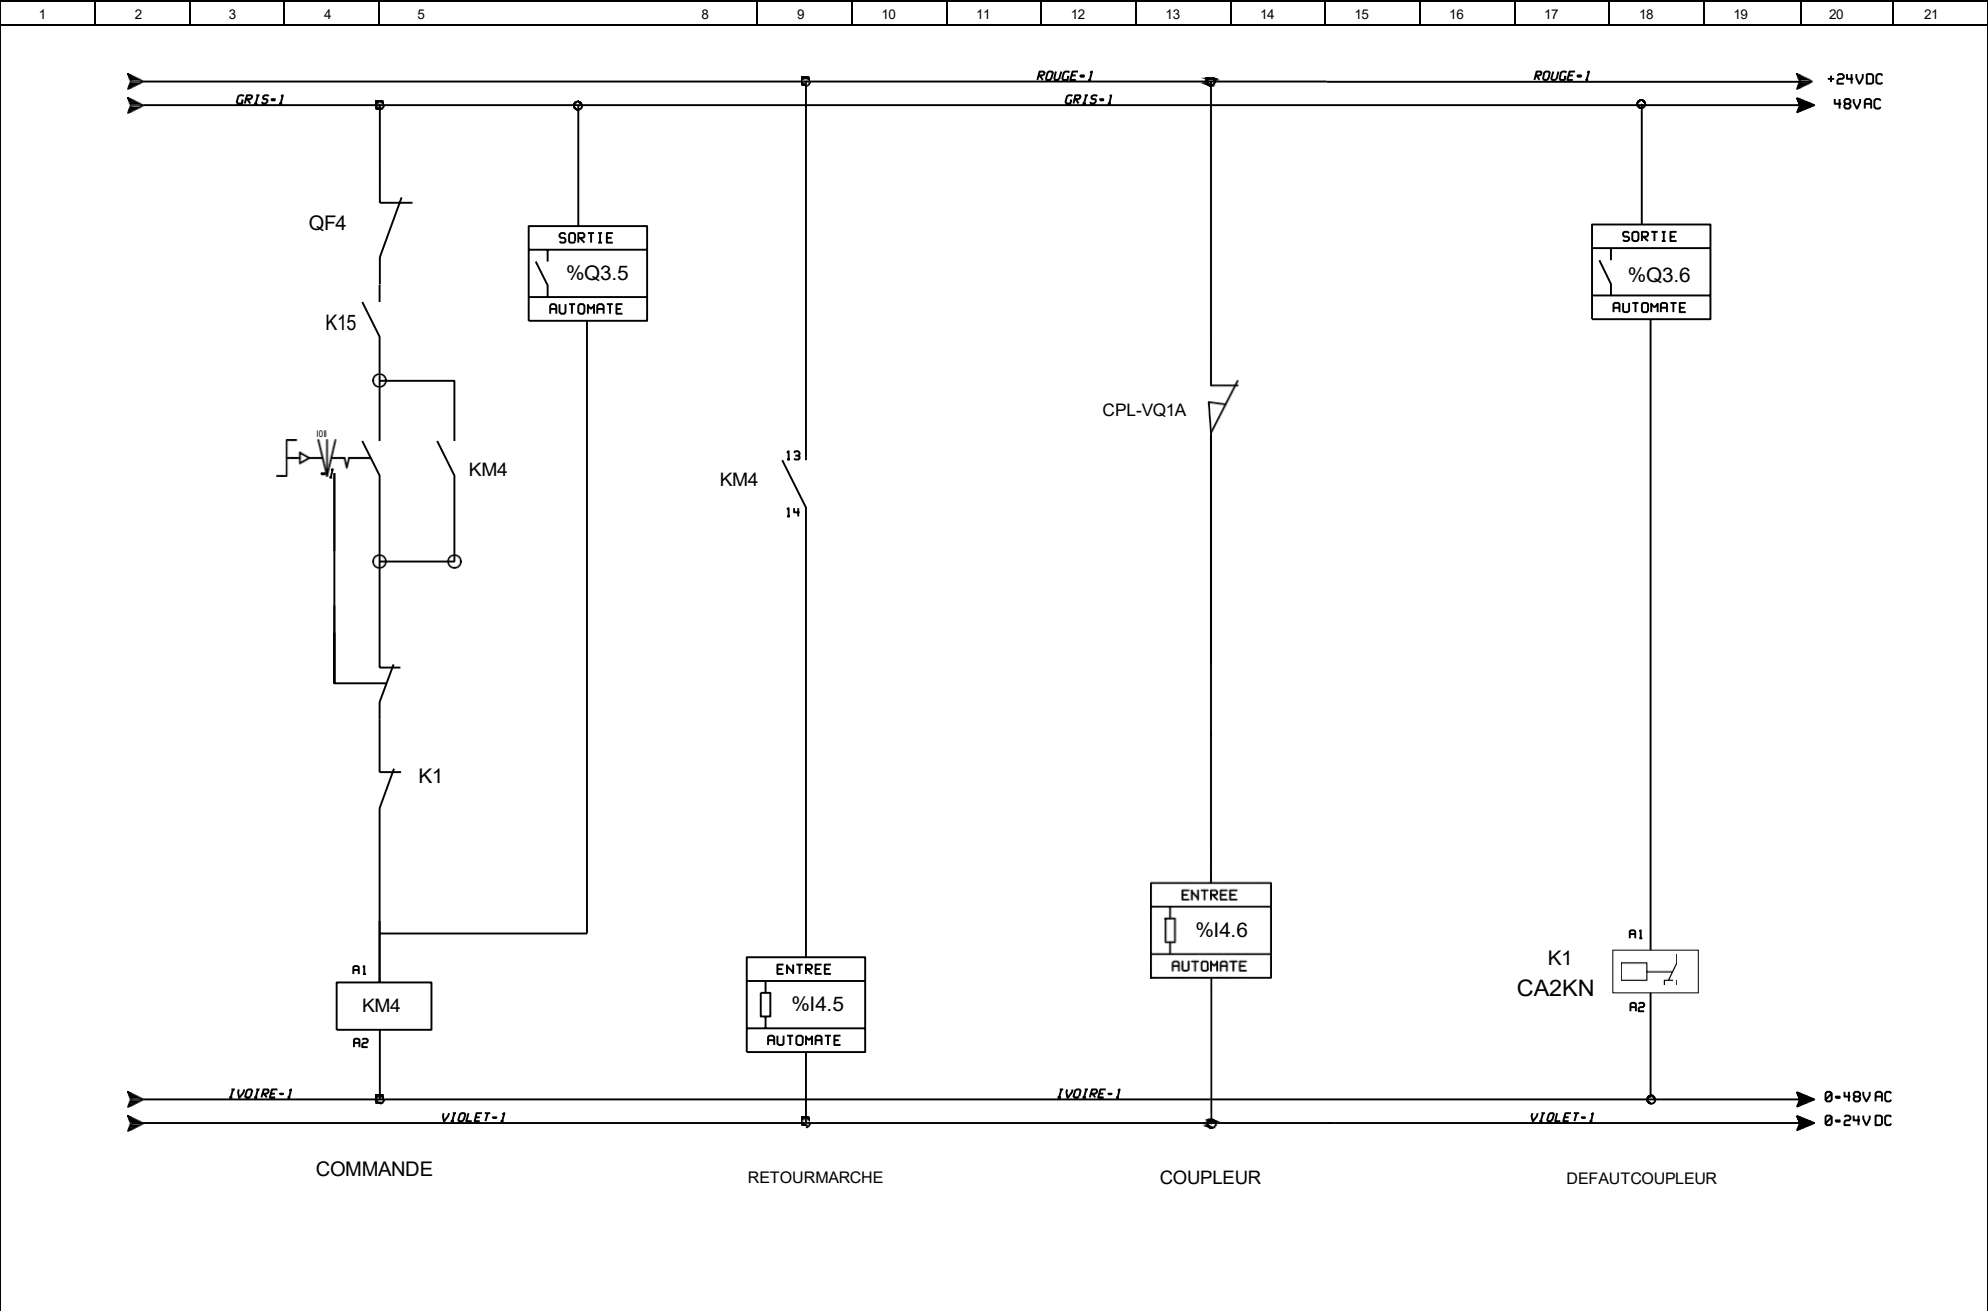 1 2 3 4 5 8 9 10 11 12 13 14 15 16 17 18 19 20 21
ROUGE-1 ROUGE-1 +24VDC
GRIS-1 GRIS-1 48VAC
QF4
SORTIE
%Q3.5
AUTOMATE
SORTIE
%Q3.6
AUTOMATE
K15
CPL-VQ1A
KM4
13
KM4
14
K1
ENTREE
%I4.6
AUTOMATE
A1
K1
CA2KN
A2
A1
KM4
A2
ENTREE
%I4.5
AUTOMATE
IVOIRE-1 IVOIRE-1 0-48VAC
VIOLET-1 VIOLET-1 0-24VDC
COMMANDE
RETOURMARCHE
COUPLEUR
DEFAUTCOUPLEUR